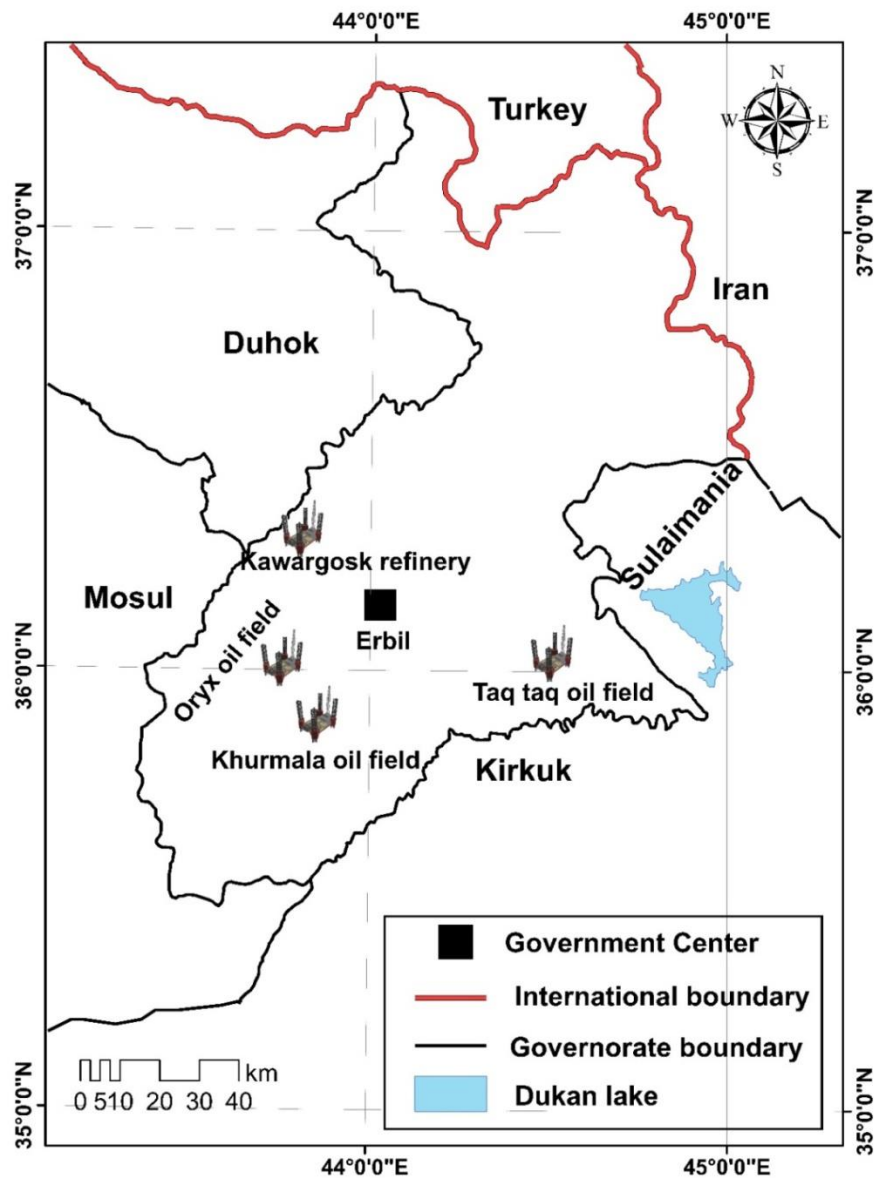 44°0'0"E
45°0'0"E
N
W
E
S
Turkey
37°0'0"N
37°0'0"N
Iran
Duhok
Sulaimania
Kawargosk refinery
Mosul
Erbil
Oryx oil field
36°0'0"N
36°0'0"N
Taq taq oil field
Khurmala oil field
Kirkuk
Government Center
International boundary
Governorate boundary
Dukan lake
km
0 510 20 30 40
35°0'0"N
35°0'0"N
44°0'0"E
45°0'0"E